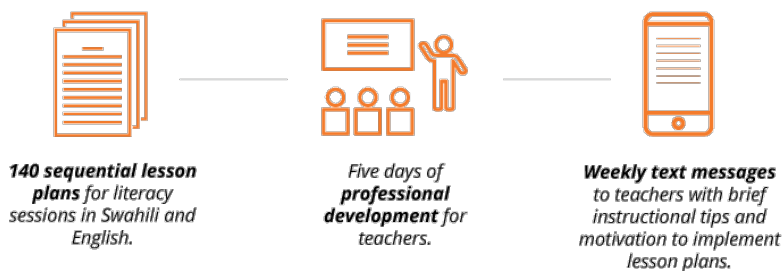 140 sequential lesson
plans for literacy
sessions in Swahili and
English.
Five days of
professional
development for
teachers.
Weekly text messages
to teachers with brief
instructional tips and
motivation to implement
lesson plans.